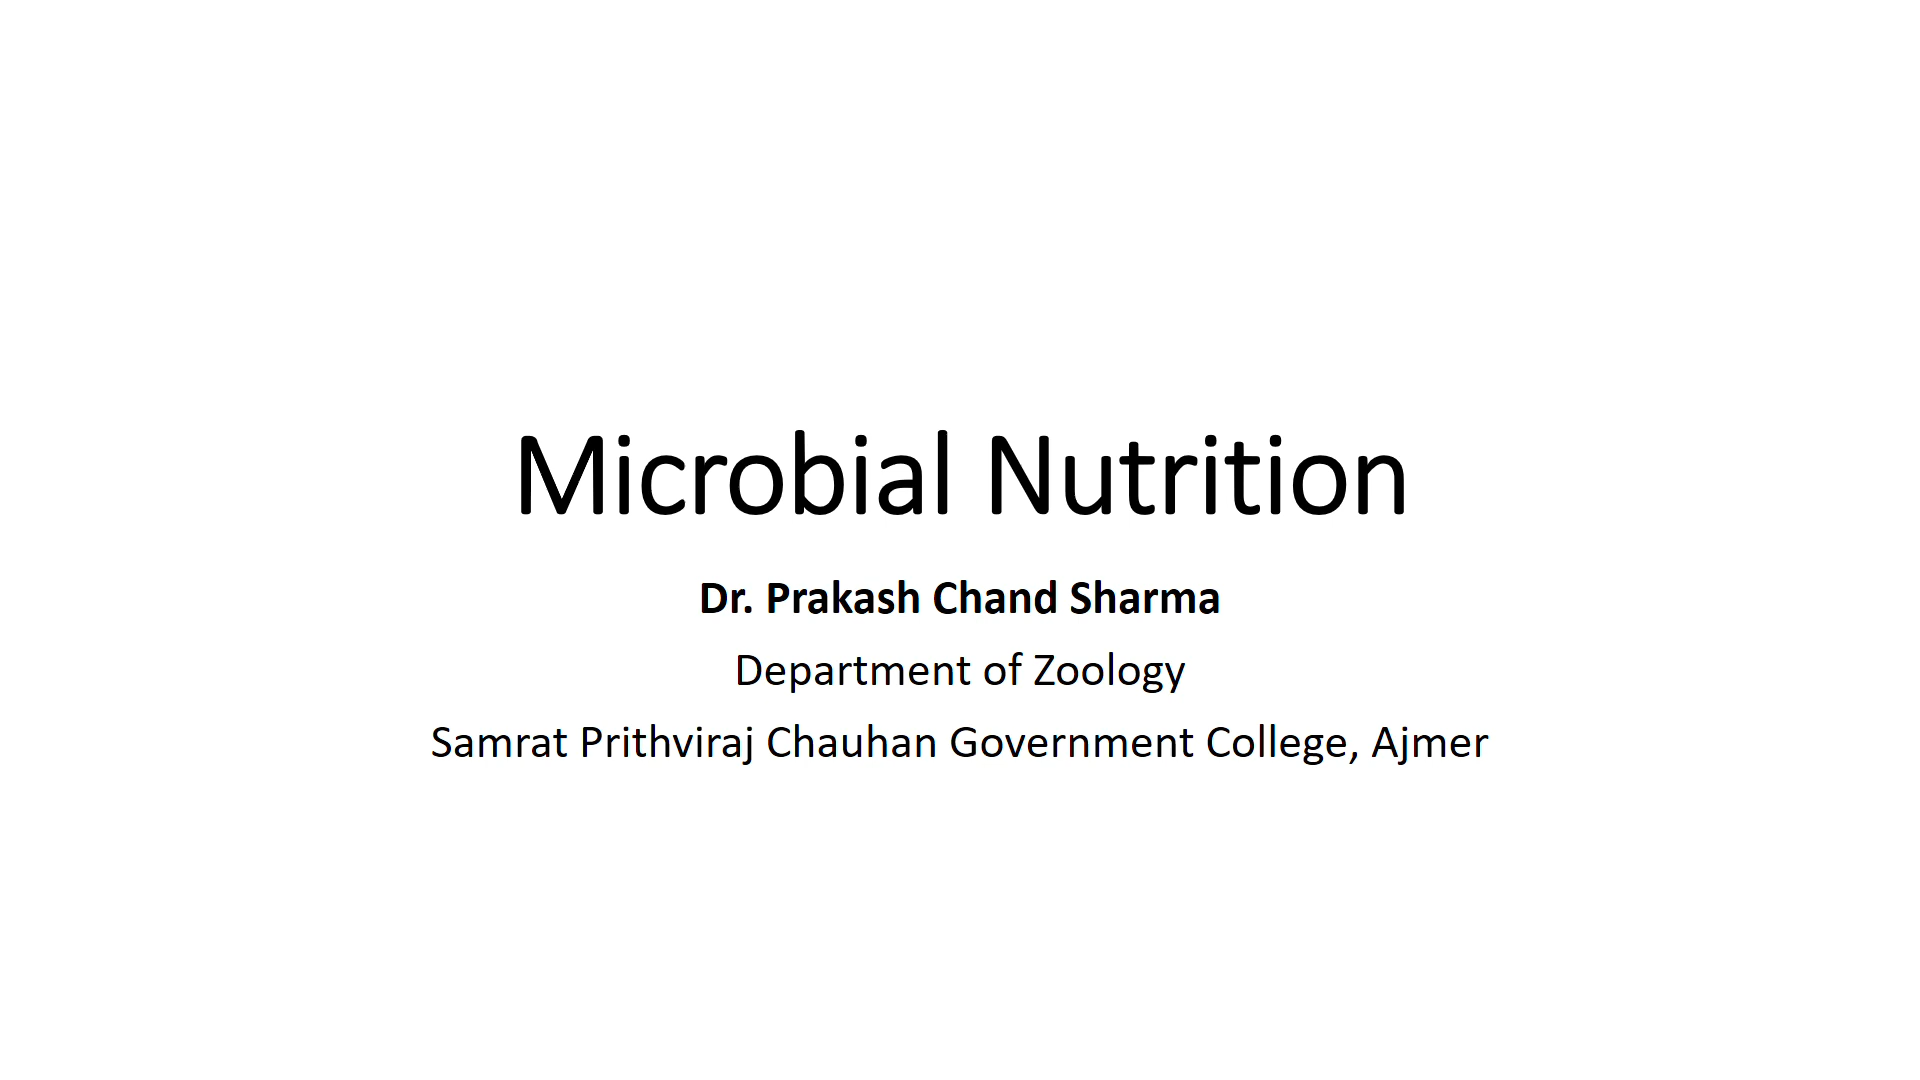 Microbial Nutrition
Dr. Prakash Chand Sharma
Department of Zoology
Samrat Prithviraj Chauhan Government College, Ajmer